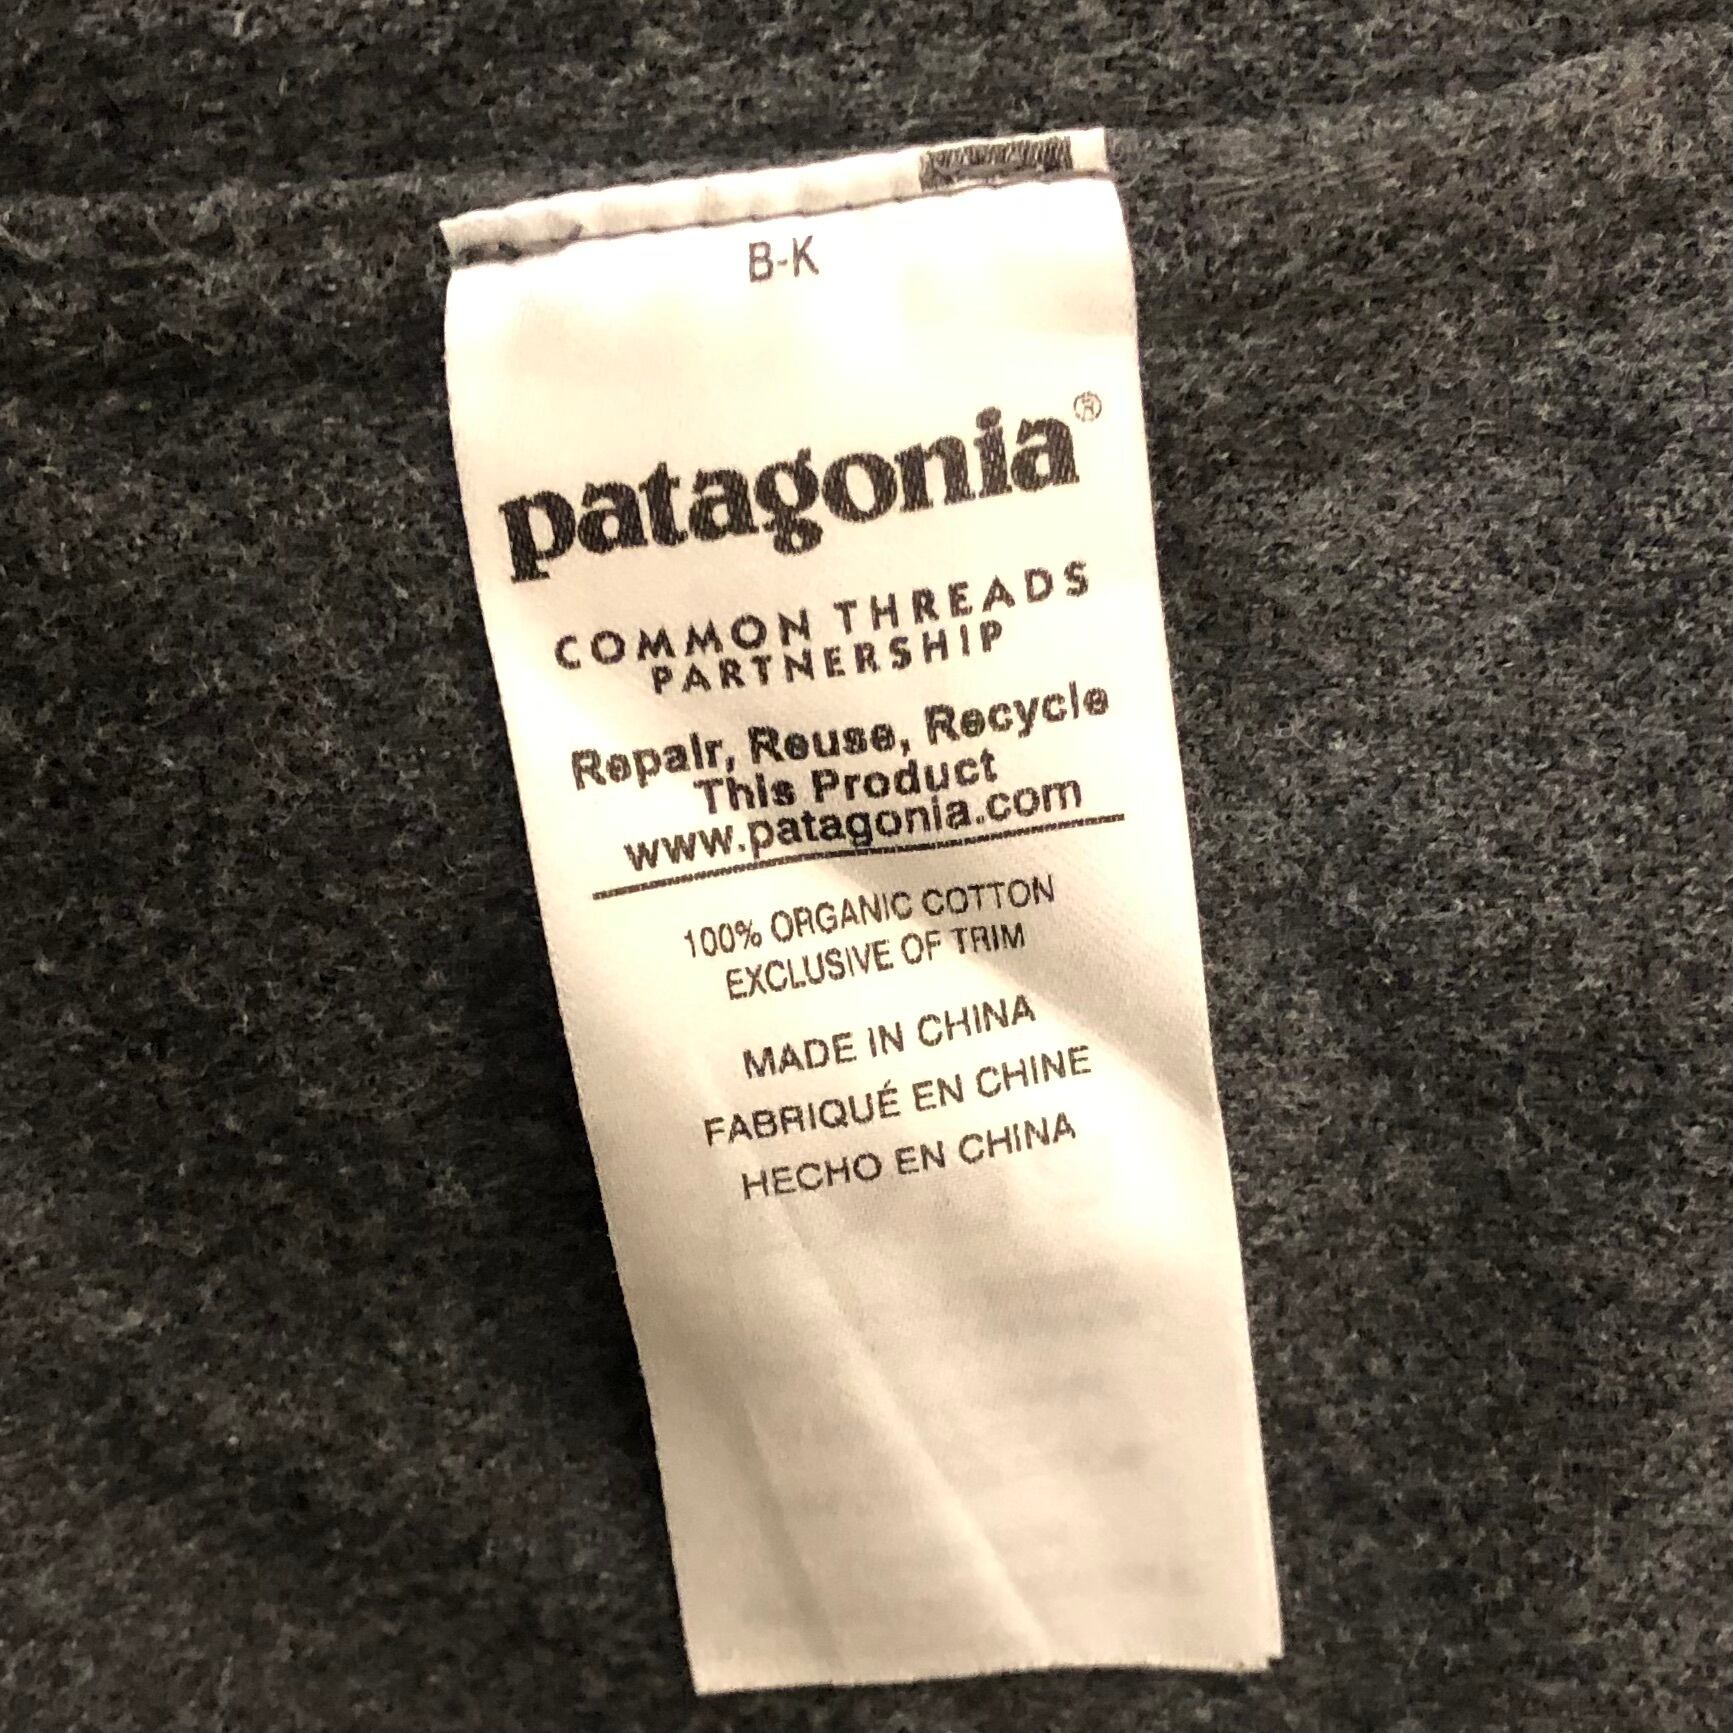 B-K
patagonia®
COMMON THREADS
PARTNERSHIP
Repair, Reuse, Recycle
This Product
www.patagonia.com
100% ORGANIC COTTON
EXCLUSIVE OF TRIM
MADE IN CHINA
FABRIQUÉ EN CHINE
HECHO EN CHINA